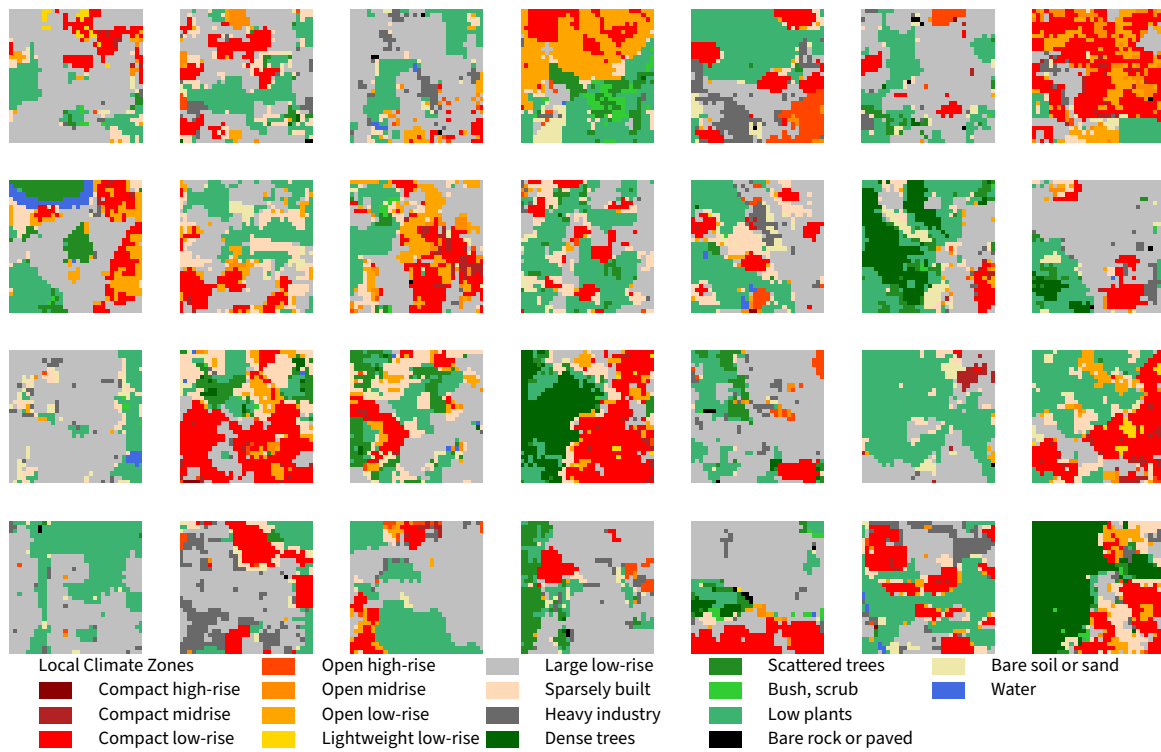 Local Climate Zones
Compact high-rise
Compact midrise
Compact low-rise
Open high-rise
Open midrise
Open low-rise
Lightweight low-rise
Large low-rise
Sparsely built
Heavy industry
Dense trees
Scattered trees
Bush, scrub
Low plants
Bare rock or paved
Bare soil or sand
Water